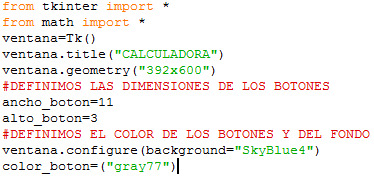 from tkinter import *
from math import *
ventana=Tk()
ventana.title("CALCULADORA")
ventana.geometry("392x600")
#DEFINIMOS LAS DIMENSIONES DE LOS BOTONES
ancho_boton=11
alto_boton=3
#DEFINIMOS EL COLOR DE LOS BOTONES Y DEL FONDO
ventana.configure(background="SkyBlue4")
color_boton=("gray77")